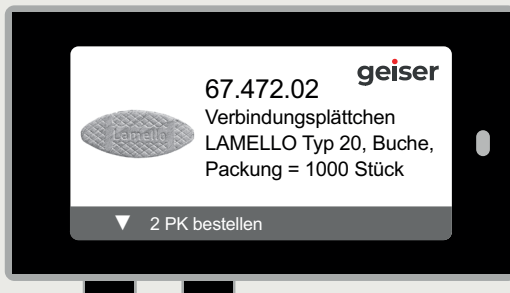 geiser
67.472.02
Verbindungsplättchen
LAMELLO Typ 20, Buche,
Packung = 1000 Stück
Lamello
2 PK bestellen